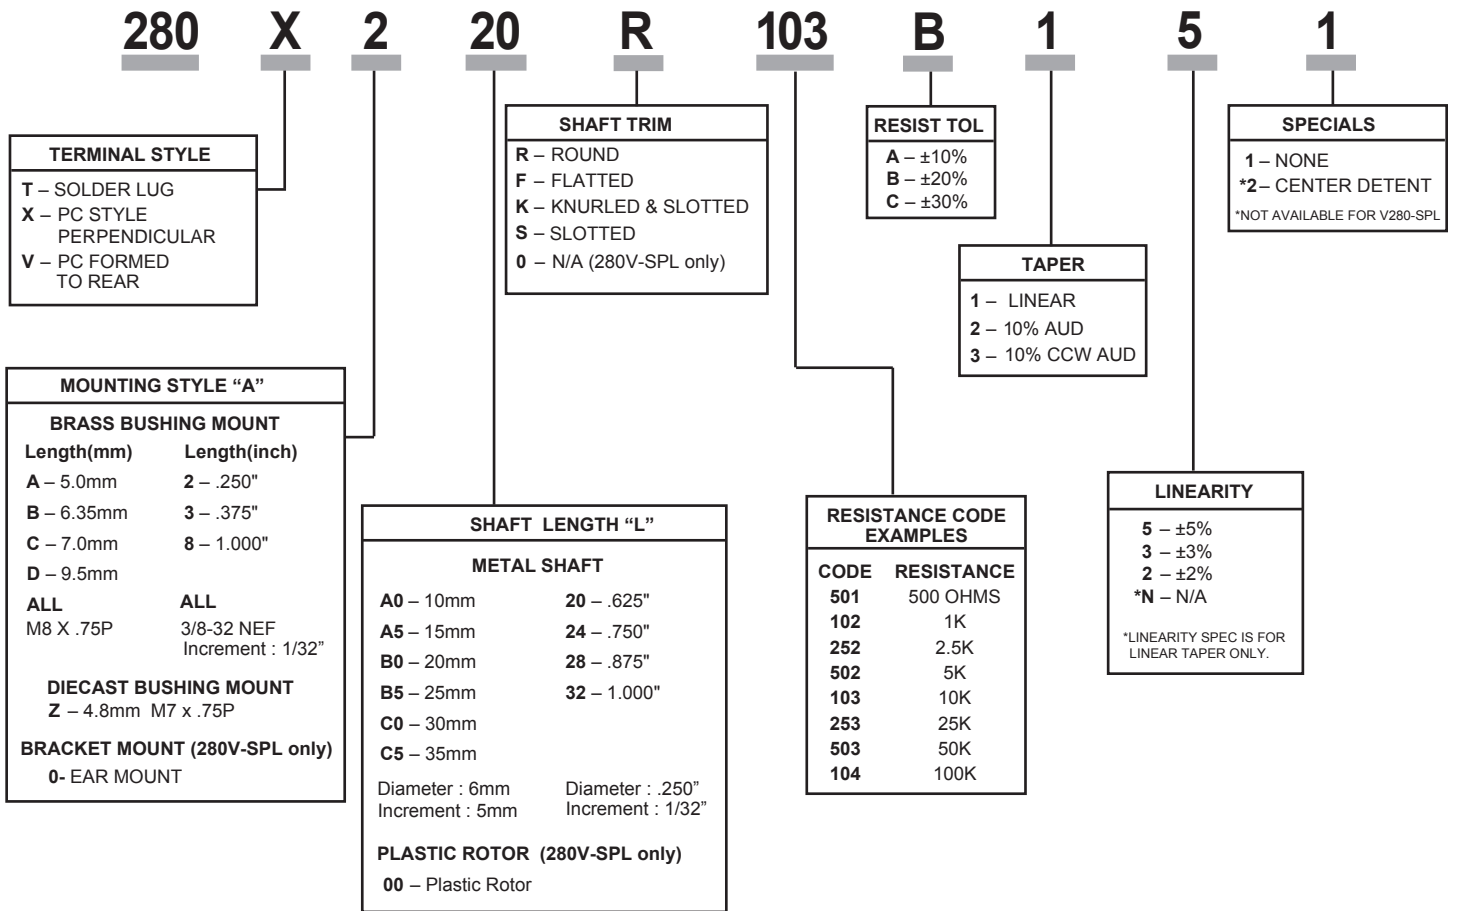 280 X 2 20 R 103 B 1 5 1
TERMINAL STYLE
T – SOLDER LUG
X – PC STYLE
PERPENDICULAR
V – PC FORMED
TO REAR
SHAFT TRIM
R – ROUND
F – FLATTED
K – KNURLED & SLOTTED
S – SLOTTED
0 – N/A (280V-SPL only)
RESIST TOL
A – ±10%
B – ±20%
C – ±30%
SPECIALS
1 – NONE
*2 – CENTER DETENT
*NOT AVAILABLE FOR V280-SPL
TAPER
1 – LINEAR
2 – 10% AUD
3 – 10% CCW AUD
MOUNTING STYLE “A”
BRASS BUSHING MOUNT
Length(mm) Length(inch)
A – 5.0mm 2 – .250"
B – 6.35mm 3 – .375"
C – 7.0mm 8 – 1.000"
D – 9.5mm
ALL ALL
M8 X .75P 3/8-32 NEF
Increment : 1/32”
DIECAST BUSHING MOUNT
Z – 4.8mm M7 x .75P
BRACKET MOUNT (280V-SPL only)
0- EAR MOUNT
SHAFT LENGTH “L”
METAL SHAFT
A0 – 10mm 20 – .625"
A5 – 15mm 24 – .750"
B0 – 20mm 28 – .875"
B5 – 25mm 32 – 1.000"
C0 – 30mm
C5 – 35mm
Diameter : 6mm Diameter : .250”
Increment : 5mm Increment : 1/32”
PLASTIC ROTOR (280V-SPL only)
00 – Plastic Rotor
RESISTANCE CODE
EXAMPLES
CODE RESISTANCE
501 500 OHMS
102 1K
252 2.5K
502 5K
103 10K
253 25K
503 50K
104 100K
LINEARITY
5 – ±5%
3 – ±3%
2 – ±2%
*N – N/A
*LINEARITY SPEC IS FOR
LINEAR TAPER ONLY.